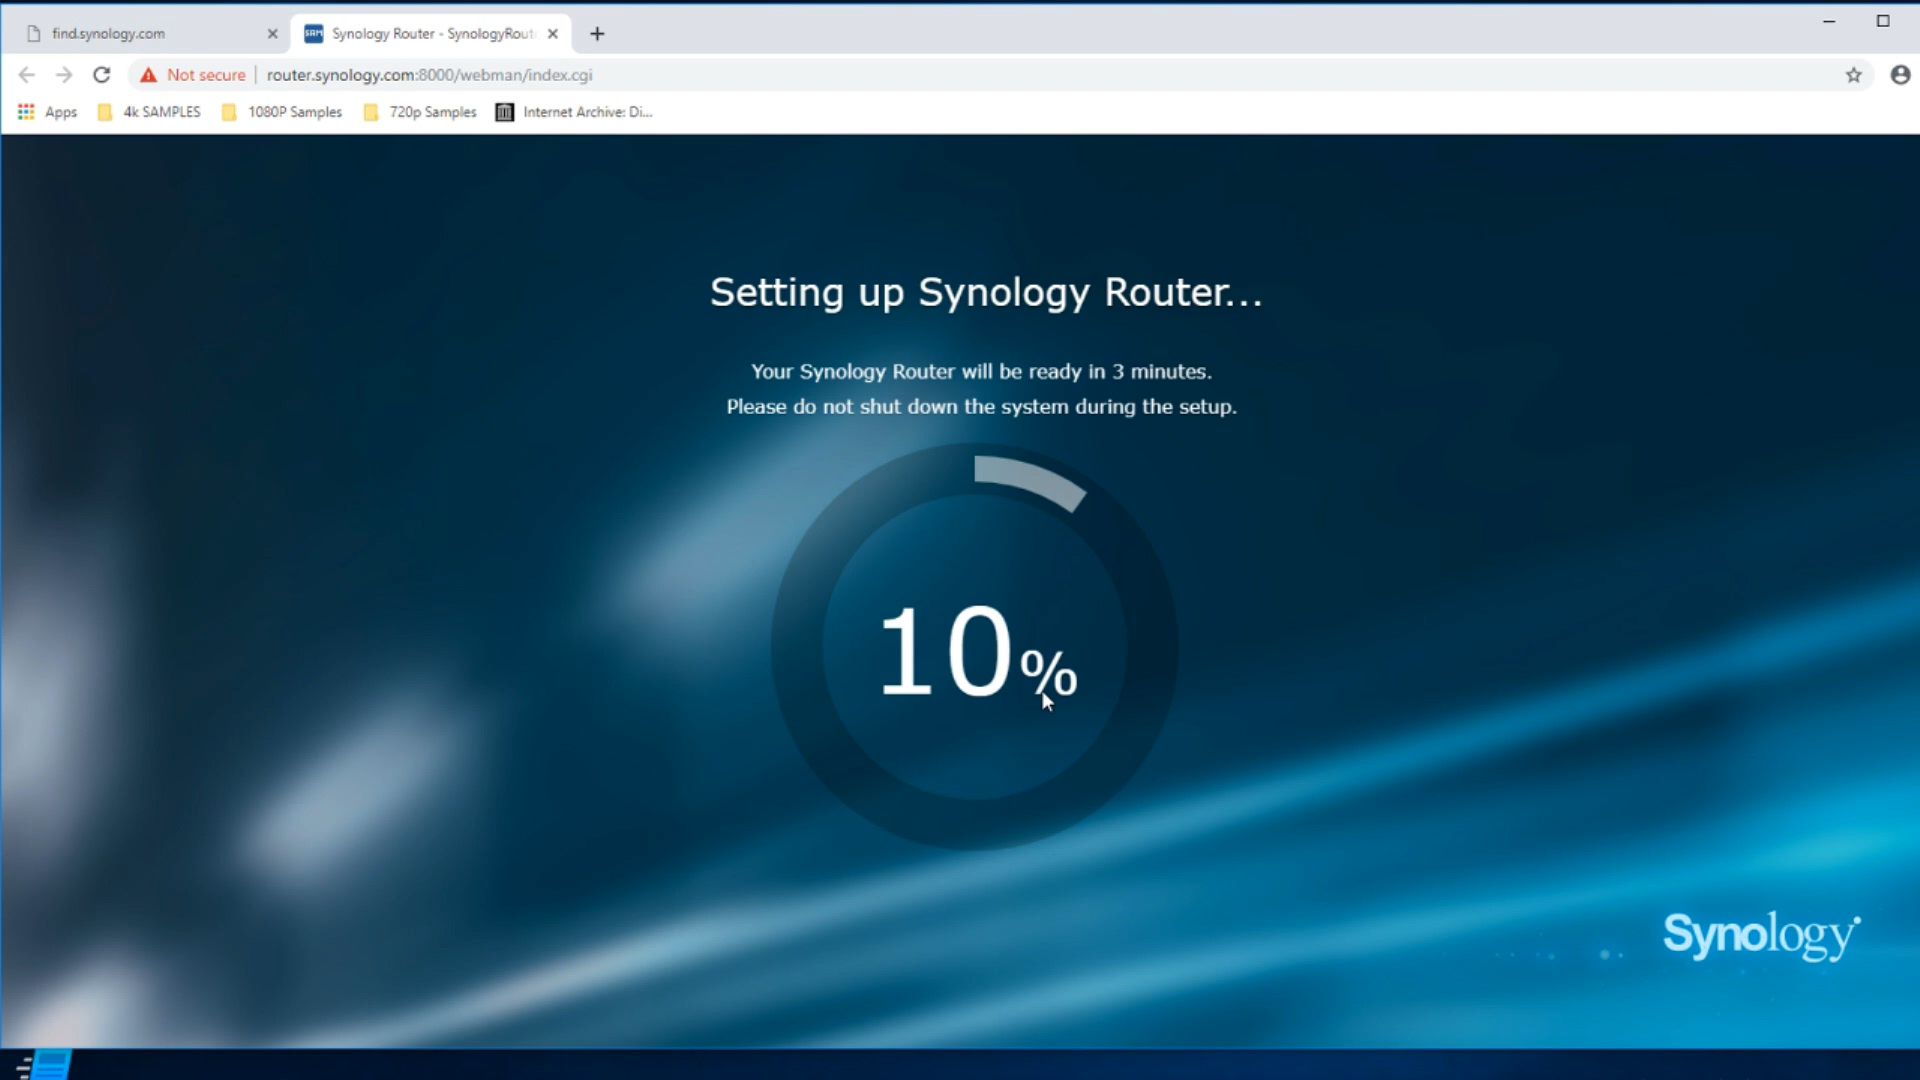 find.synology.com
SRM Synology Router - SynologyRout
Not secure | router.synology.com:8000/webman/index.cgi
Apps 4k SAMPLES 1080P Samples 720p Samples Internet Archive: Di...
Setting up Synology Router...
Your Synology Router will be ready in 3 minutes.
Please do not shut down the system during the setup.
10%
Synology